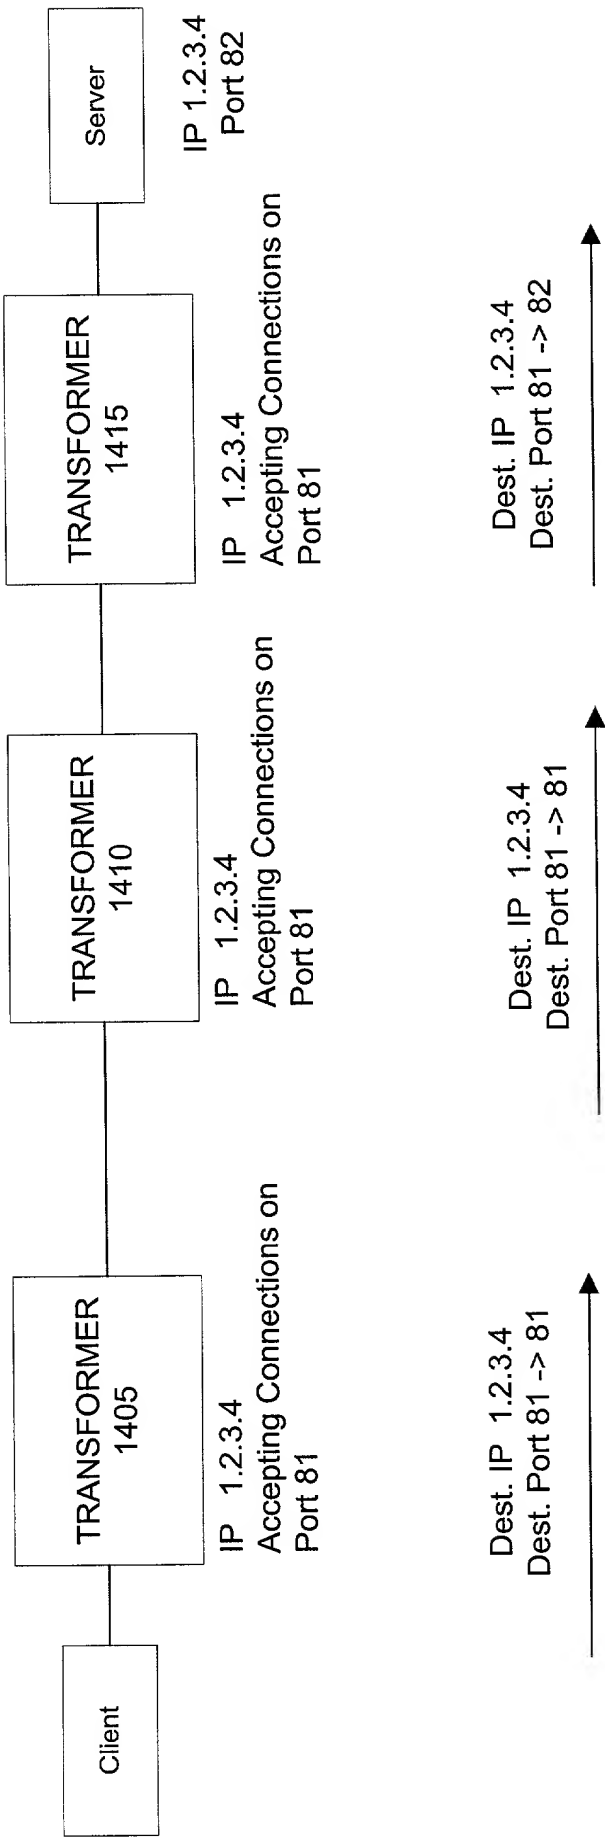 Client
TRANSFORMER
1405
IP 1.2.3.4
Accepting Connections on
Port 81
TRANSFORMER
1410
IP 1.2.3.4
Accepting Connections on
Port 81
TRANSFORMER
1415
IP 1.2.3.4
Accepting Connections on
Port 81
Server
IP 1.2.3.4
Port 82
Dest. IP 1.2.3.4
Dest. Port 81 -> 81
Dest. IP 1.2.3.4
Dest. Port 81 -> 81
Dest. IP 1.2.3.4
Dest. Port 81 -> 82